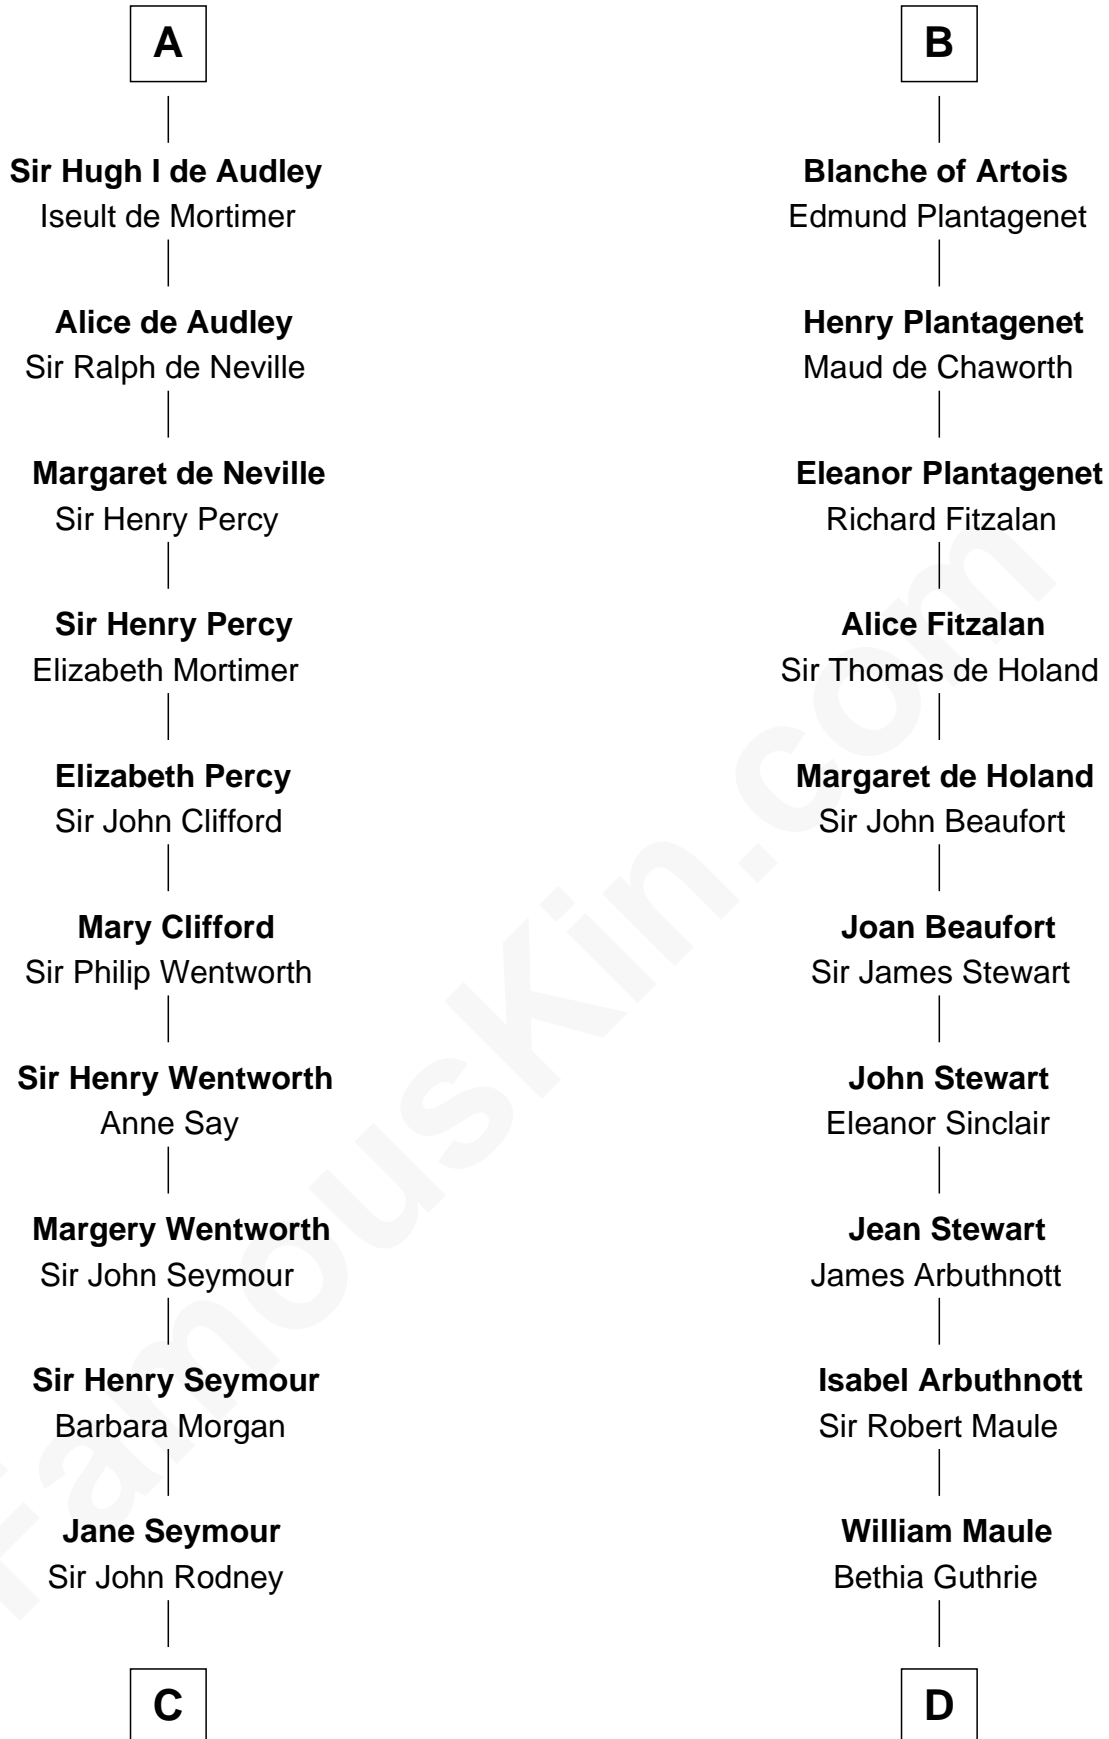 A
Sir Hugh I de Audley
Iseult de Mortimer
Alice de Audley
Sir Ralph de Neville
Margaret de Neville
Sir Henry Percy
Sir Henry Percy
Elizabeth Mortimer
Elizabeth Percy
Sir John Clifford
Mary Clifford
Sir Philip Wentworth
Sir Henry Wentworth
Anne Say
Margery Wentworth
Sir John Seymour
Sir Henry Seymour
Barbara Morgan
Jane Seymour
Sir John Rodney
C
B
Blanche of Artois
Edmund Plantagenet
Henry Plantagenet
Maud de Chaworth
Eleanor Plantagenet
Richard Fitzalan
Alice Fitzalan
Sir Thomas de Holand
Margaret de Holand
Sir John Beaufort
Joan Beaufort
Sir James Stewart
John Stewart
Eleanor Sinclair
Jean Stewart
James Arbuthnott
Isabel Arbuthnott
Sir Robert Maule
William Maule
Bethia Guthrie
D
FamousKin.com